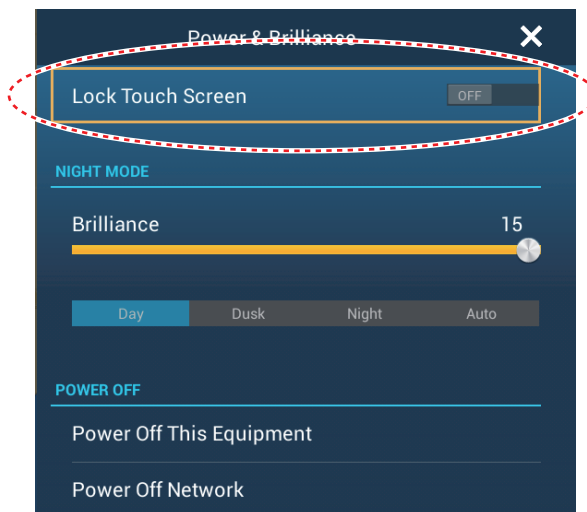 Power & Brilliance
Lock Touch Screen OFF
NIGHT MODE
Brilliance 15
Day Dusk Night Auto
POWER OFF
Power Off This Equipment
Power Off Network